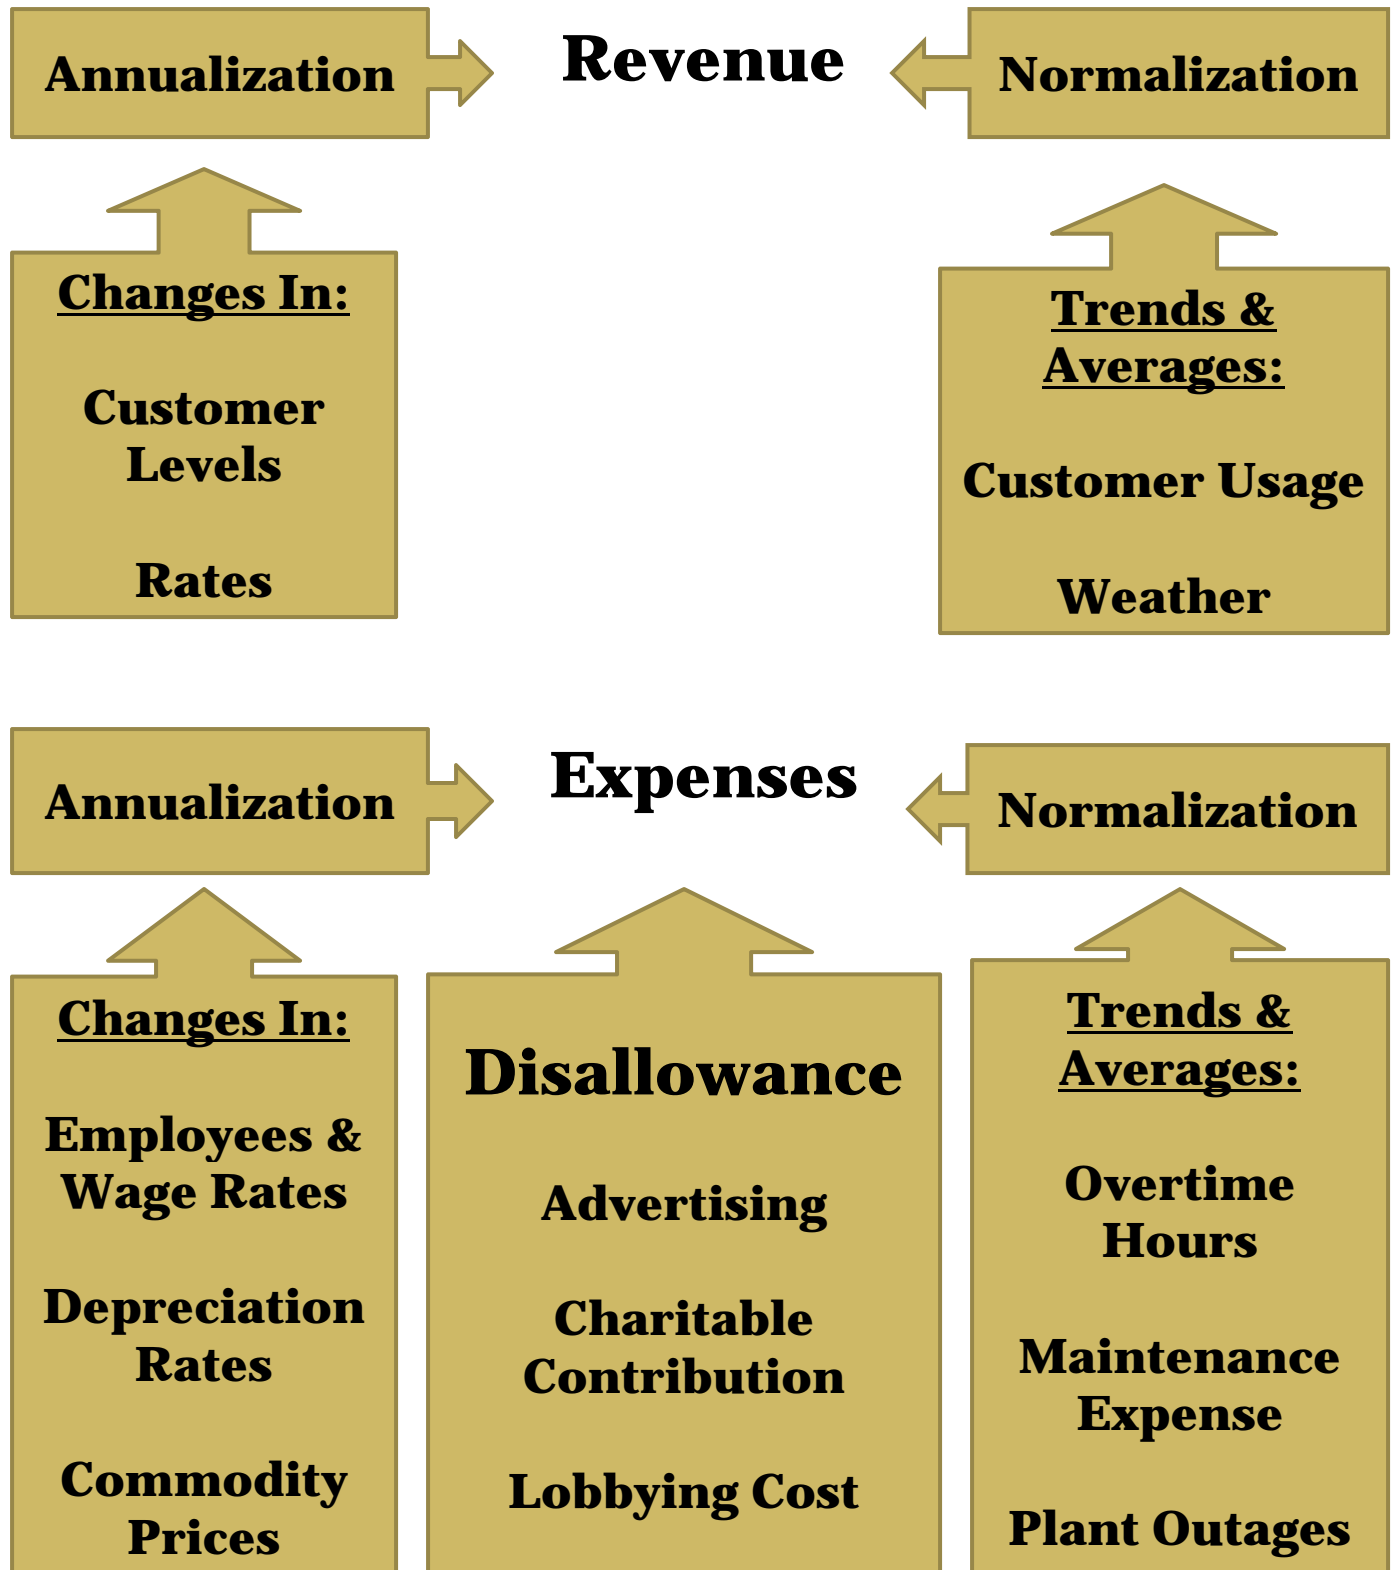 Annualization
Revenue
Normalization
Changes In:
Customer
Levels
Rates
Trends &
Averages:
Customer Usage
Weather
Annualization
Expenses
Normalization
Changes In:
Employees &
Wage Rates
Depreciation
Rates
Commodity
Prices
Disallowance
Advertising
Charitable
Contribution
Lobbying Cost
Trends &
Averages:
Overtime
Hours
Maintenance
Expense
Plant Outages